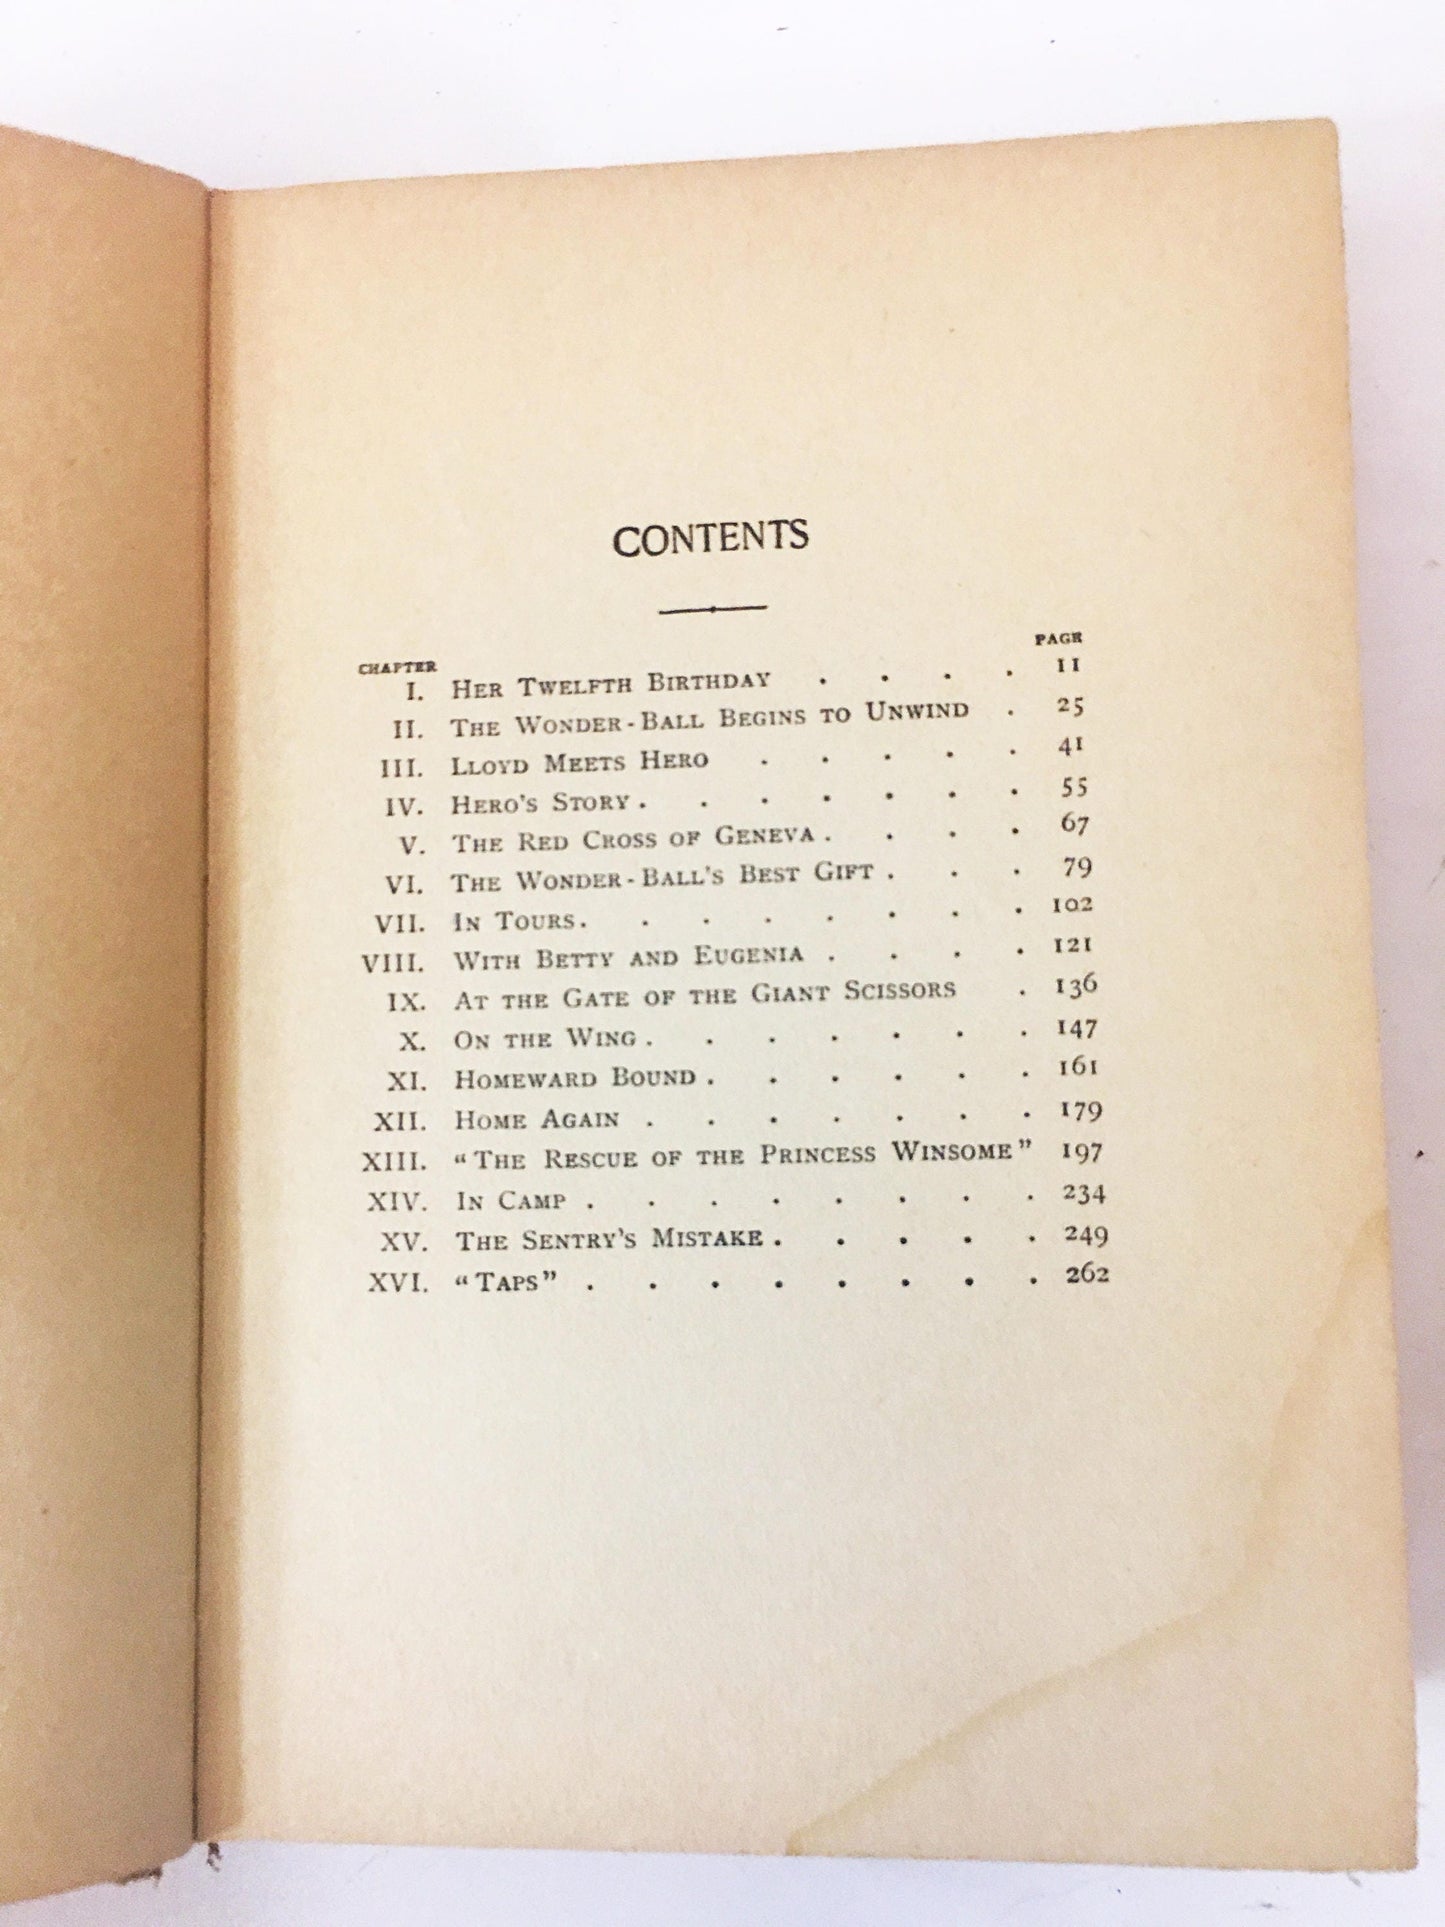 CONTENTS
PAGE
CHAPTER
I. HER TWELFTH BIRTHDAY . . . . 11
II. THE WONDER-BALL BEGINS TO UNWIND . 25
III. LLOYD MEETS HERO . . . . . 41
IV. HERO'S STORY . . . . . . . 55
V. THE RED CROSS OF GENEVA . . . . 67
VI. THE WONDER-BALL'S BEST GIFT . . . 79
VII. IN TOURS . . . . . . . . 102
VIII. WITH BETTY AND EUGENIA . . . . 121
IX. AT THE GATE OF THE GIANT SCISSORS . 136
X. ON THE WING . . . . . . . 147
XI. HOMEWARD BOUND . . . . . . 161
XII. HOME AGAIN . . . . . . . 179
XIII. "THE RESCUE OF THE PRINCESS WINSOME" 197
XIV. IN CAMP . . . . . . . . 234
XV. THE SENTRY'S MISTAKE . . . . . 249
XVI. "TAPS" . . . . . . . . 262